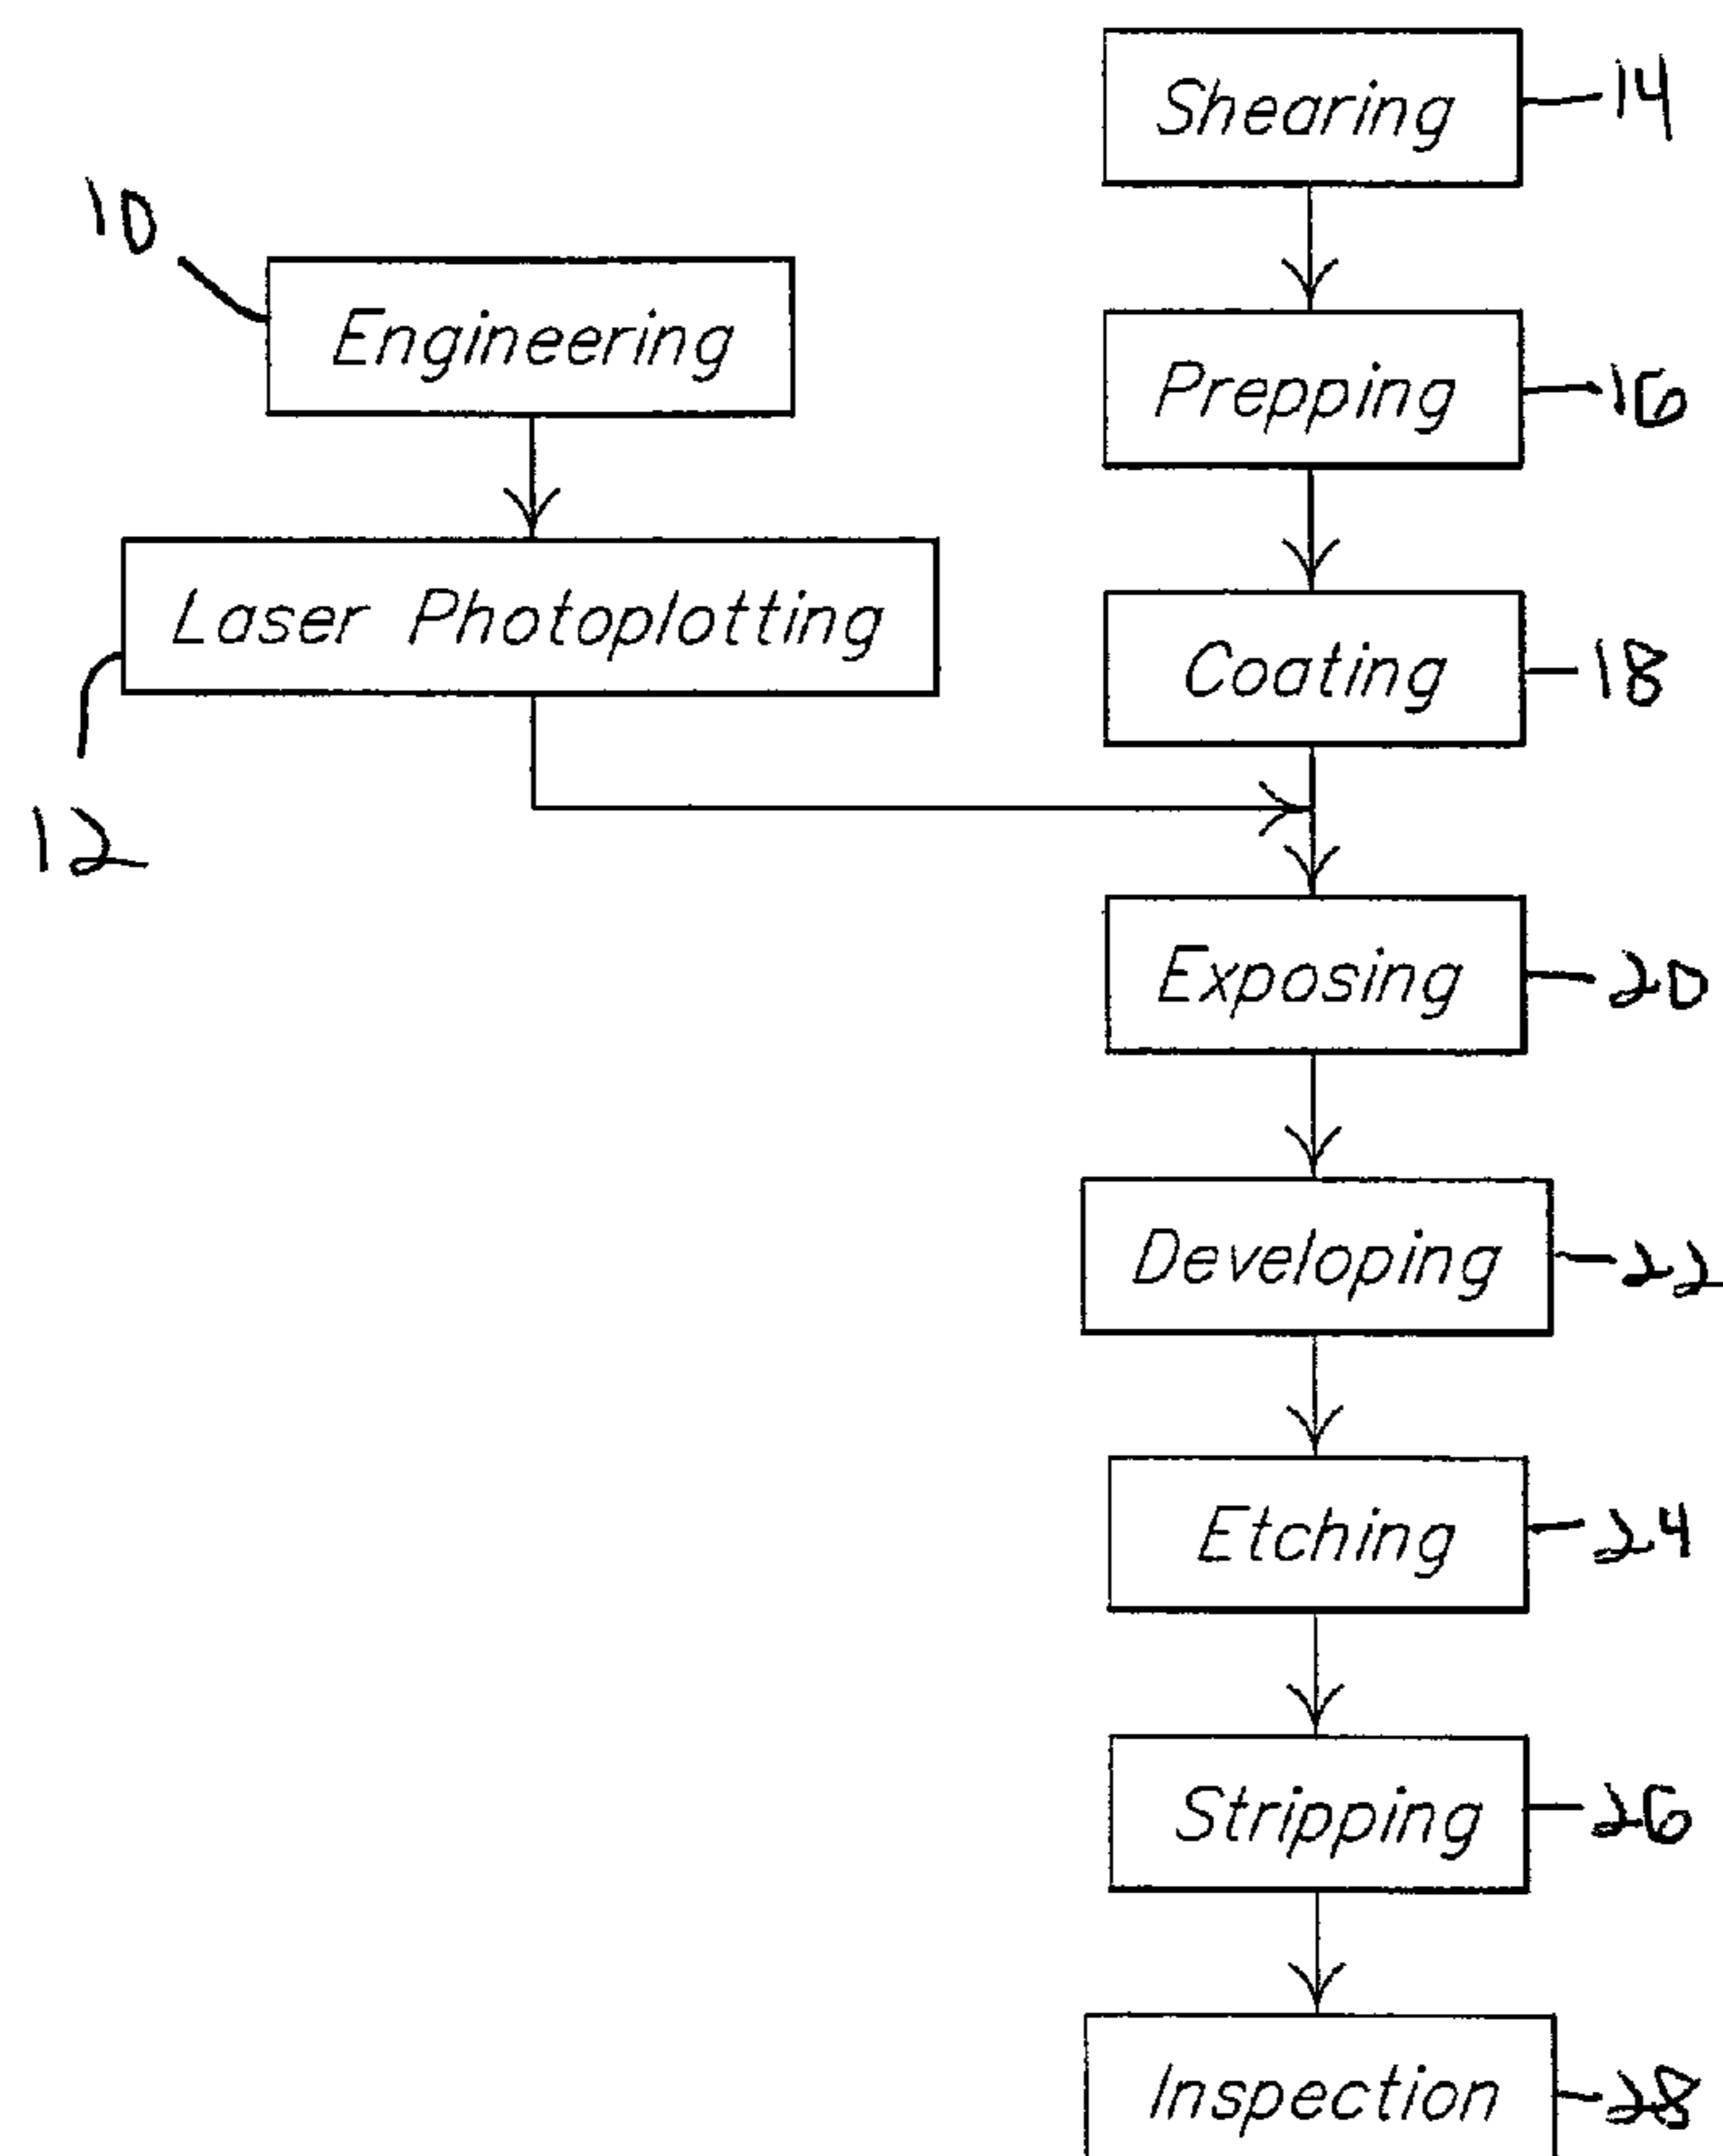 Shearing 14
10
Engineering
Prepping 16
Laser Photoplotting
Coating 18
12
Exposing 20
Developing 22
Etching 24
Stripping 26
Inspection 28